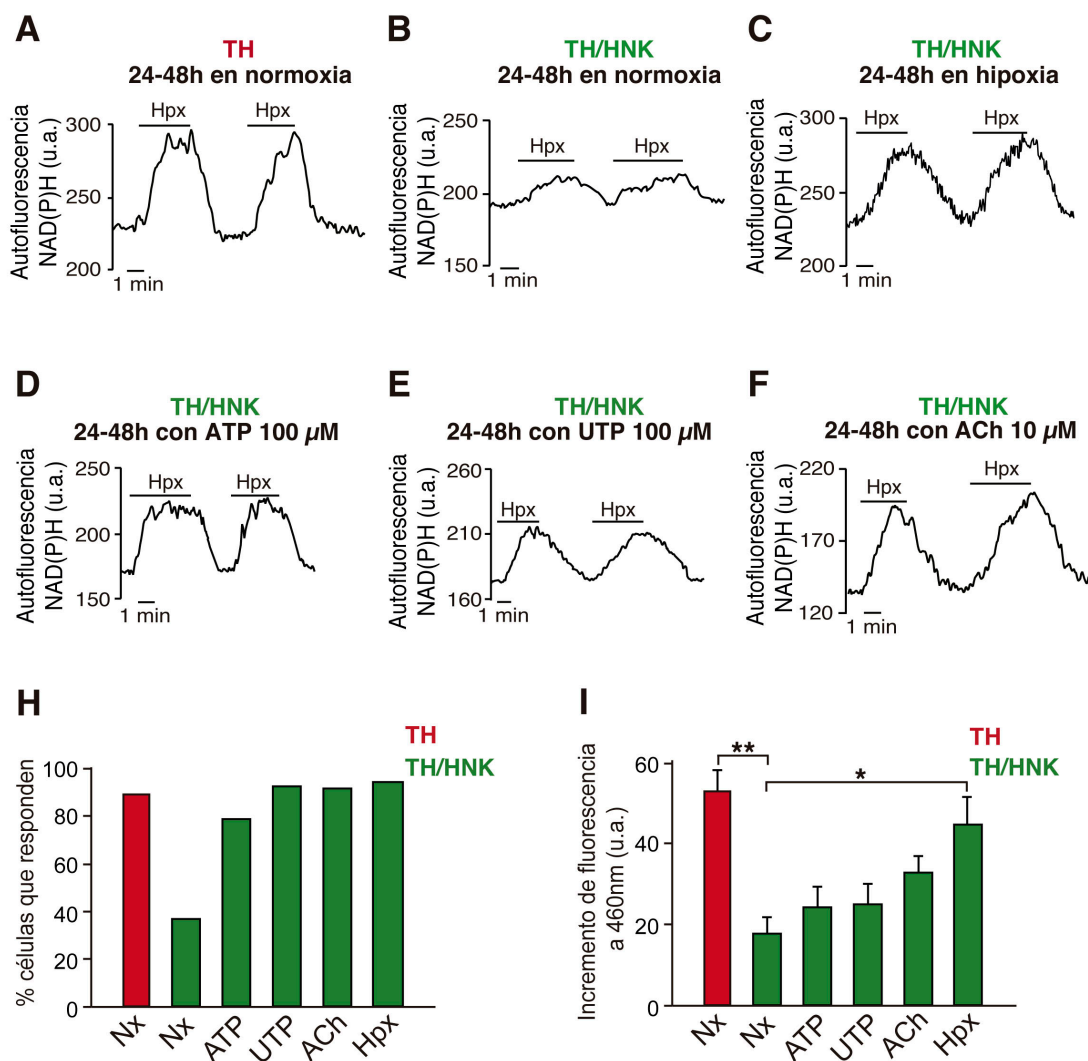 A
TH
24-48h en normoxia
Autofluorescencia
NAD(P)H (u.a.)
300
250
200
Hpx
Hpx
1 min
B
TH/HNK
24-48h en normoxia
Autofluorescencia
NAD(P)H (u.a.)
250
200
150
Hpx
Hpx
1 min
C
TH/HNK
24-48h en hipoxia
Autofluorescencia
NAD(P)H (u.a.)
300
250
200
Hpx
Hpx
1 min
D
TH/HNK
24-48h con ATP 100 µM
Autofluorescencia
NAD(P)H (u.a.)
250
200
150
Hpx
Hpx
1 min
E
TH/HNK
24-48h con UTP 100 µM
Autofluorescencia
NAD(P)H (u.a.)
260
210
160
Hpx
Hpx
1 min
F
TH/HNK
24-48h con ACh 10 µM
Autofluorescencia
NAD(P)H (u.a.)
220
170
120
Hpx
Hpx
1 min
H
TH
TH/HNK
% células que responden
100
80
60
40
20
0
Nx
Nx
ATP
UTP
ACh
Hpx
I
TH
TH/HNK
Incremento de fluorescencia
a 460nm (u.a.)
60
40
20
0
**
*
Nx
Nx
ATP
UTP
ACh
Hpx